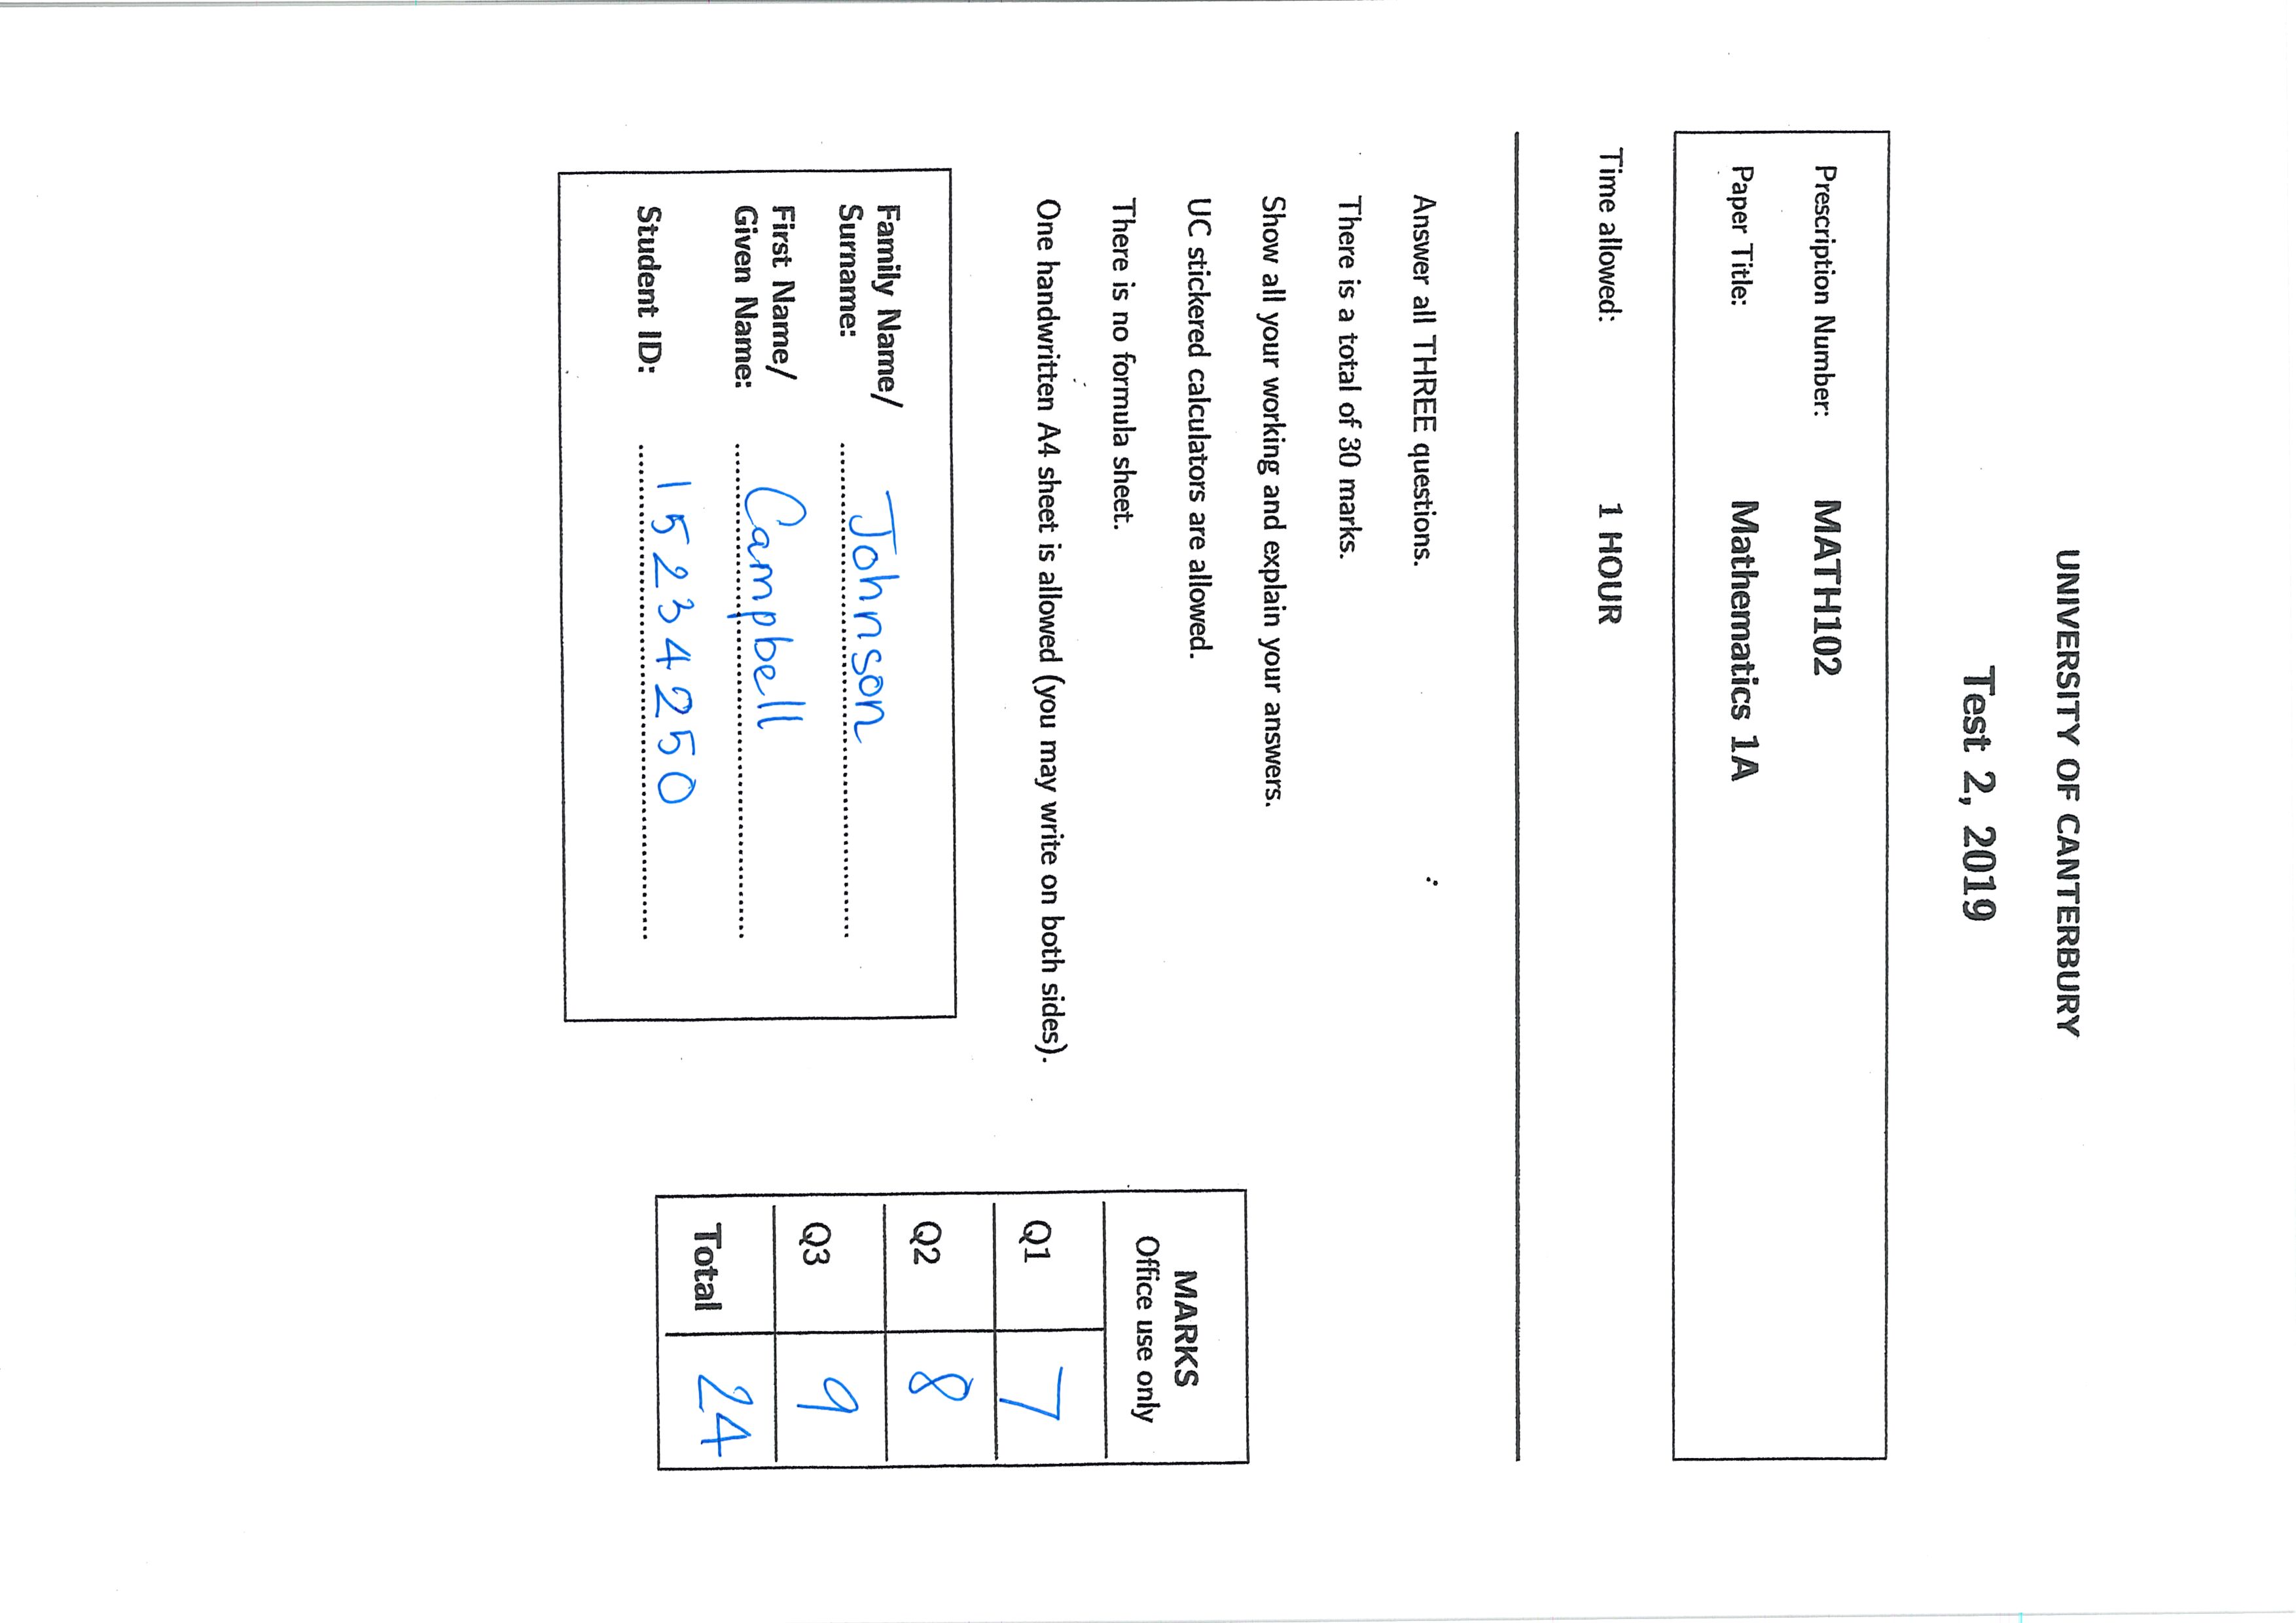 UNIVERSITY OF CANTERBURY
Test 2, 2019
Prescription Number: MATH102
Paper Title: Mathematics 1A
Time allowed: 1 HOUR
Answer all THREE questions.
There is a total of 30 marks.
Show all your working and explain your answers.
UC stickered calculators are allowed.
There is no formula sheet.
One handwritten A4 sheet is allowed (you may write on both sides).
MARKS
Office use only
Q1 7
Q2 8
Q3 9
Total 24
Family Name/
Surname: Johnson
First Name/
Given Name: Campbell
Student ID: 15234250